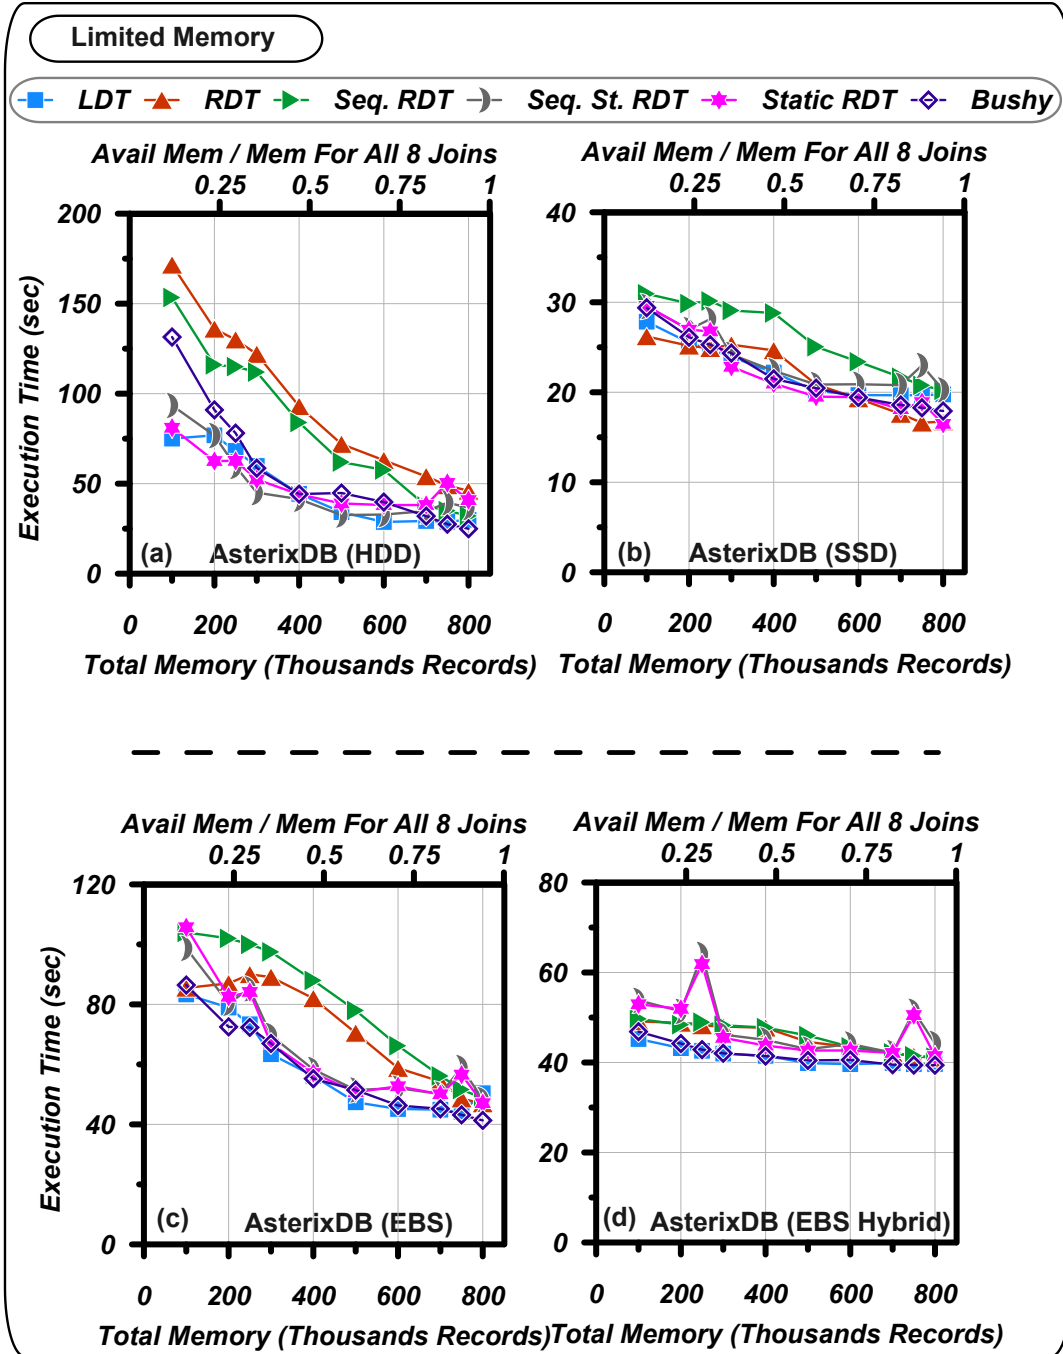 Limited Memory
LDT RDT Seq. RDT Seq. St. RDT Static RDT Bushy
Avail Mem / Mem For All 8 Joins
0.25 0.5 0.75 1
200
150
100
50
0
Execution Time (sec)
(a) AsterixDB (HDD)
0 200 400 600 800
Total Memory (Thousands Records)
Avail Mem / Mem For All 8 Joins
0.25 0.5 0.75 1
40
30
20
10
0
(b) AsterixDB (SSD)
0 200 400 600 800
Total Memory (Thousands Records)
Avail Mem / Mem For All 8 Joins
0.25 0.5 0.75 1
120
80
40
0
Execution Time (sec)
(c) AsterixDB (EBS)
0 200 400 600 800
Total Memory (Thousands Records)
Avail Mem / Mem For All 8 Joins
0.25 0.5 0.75 1
80
60
40
20
0
(d) AsterixDB (EBS Hybrid)
0 200 400 600 800
Total Memory (Thousands Records)